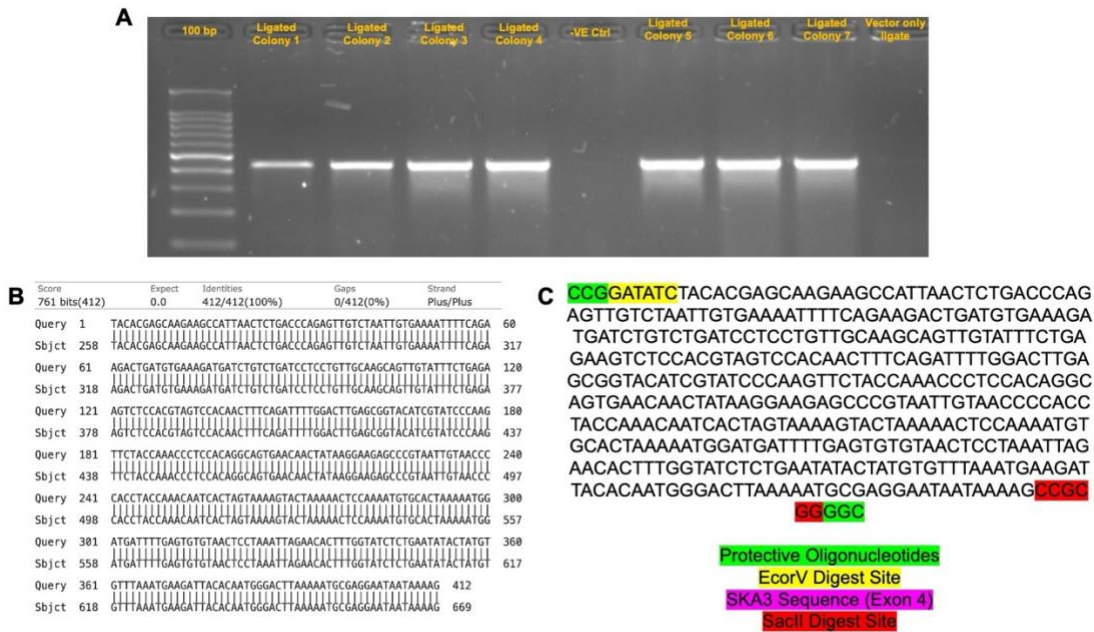 A
100 bp
Ligated
Colony 1
Ligated
Colony 2
Ligated
Colony 3
Ligated
Colony 4
-VE Ctrl
Ligated
Colony 5
Ligated
Colony 6
Ligated
Colony 7
Vector only
ligate
B
Score Expect Identities Gaps Strand
761 bits(412) 0.0 412/412(100%) 0/412(0%) Plus/Plus
Query 1 TACACGAGCAAGAAGCCATTAACTCTGACCCAGAGTTGTCTAATTGTGAAAATTTTCAGA 60
Sbjct 258 TACACGAGCAAGAAGCCATTAACTCTGACCCAGAGTTGTCTAATTGTGAAAATTTTCAGA 317
Query 61 AGACTGATGTGAAAGATGATCTGTCTGATCCTCCTGTTGCAAGCAGTTGTATTTCTGAGA 120
Sbjct 318 AGACTGATGTGAAAGATGATCTGTCTGATCCTCCTGTTGCAAGCAGTTGTATTTCTGAGA 377
Query 121 AGTCTCCACGTAGTCCACAACTTTCAGATTTTGGACTTGAGCGGTACATCGTATCCCAAG 180
Sbjct 378 AGTCTCCACGTAGTCCACAACTTTCAGATTTTGGACTTGAGCGGTACATCGTATCCCAAG 437
Query 181 TTCTACCAAACCCTCCACAGGCAGTGAACAACTATAAGGAAGAGCCCGTAATTGTAACCC 240
Sbjct 438 TTCTACCAAACCCTCCACAGGCAGTGAACAACTATAAGGAAGAGCCCGTAATTGTAACCC 497
Query 241 CACCTACCAAACAATCACTAGTAAAAGTACTAAAAACTCCAAAATGTGCACTAAAAATGG 300
Sbjct 498 CACCTACCAAACAATCACTAGTAAAAGTACTAAAAACTCCAAAATGTGCACTAAAAATGG 557
Query 301 ATGATTTTGAGTGTGTAACTCCTAAATTAGAACACTTTGGTATCTCTGAATATACTATGT 360
Sbjct 558 ATGATTTTGAGTGTGTAACTCCTAAATTAGAACACTTTGGTATCTCTGAATATACTATGT 617
Query 361 GTTTAAATGAAGATTACACAATGGGACTTAAAAATGCGAGGAATAATAAAAG 412
Sbjct 618 GTTTAAATGAAGATTACACAATGGGACTTAAAAATGCGAGGAATAATAAAAG 669
C
CCGGATATCTACACGAGCAAGAAGCCATTAACTCTGACCCAG
AGTTGTCTAATTGTGAAAATTTTCAGAAGACTGATGTGAAAGA
TGATCTGTCTGATCCTCCTGTTGCAAGCAGTTGTATTTCTGA
GAAGTCTCCACGTAGTCCACAACTTTCAGATTTTGGACTTGA
GCGGTACATCGTATCCCAAGTTCTACCAAACCCTCCACAGGC
AGTGAACAACTATAAGGAAGAGCCCGTAATTGTAACCCCACC
TACCAAACAATCACTAGTAAAAGTACTAAAAACTCCAAAATGT
GCACTAAAAATGGATGATTTTGAGTGTGTAACTCCTAAATTAG
AACACTTTGGTATCTCTGAATATACTATGTGTTTAAATGAAGAT
TACACAATGGGACTTAAAAATGCGAGGAATAATAAAAGCCGC
GGGGC
Protective Oligonucleotides
EcorV Digest Site
SKA3 Sequence (Exon 4)
SacII Digest Site